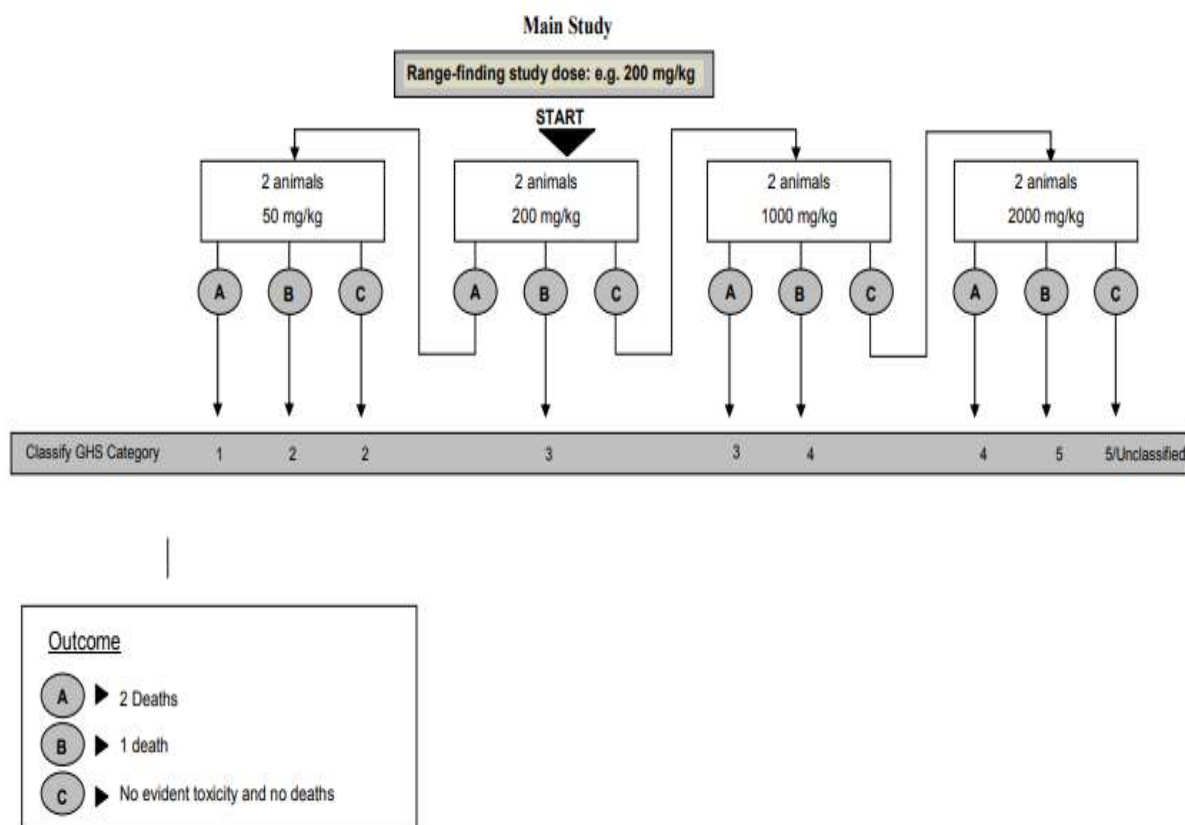 Main Study
Range-finding study dose: e.g. 200 mg/kg
START
2 animals
50 mg/kg
2 animals
200 mg/kg
2 animals
1000 mg/kg
2 animals
2000 mg/kg
A B C A B C A B C A B C
Classify GHS Category 1 2 2 3 3 4 4 5 5/Unclassified
Outcome
A 2 Deaths
B 1 death
C No evident toxicity and no deaths